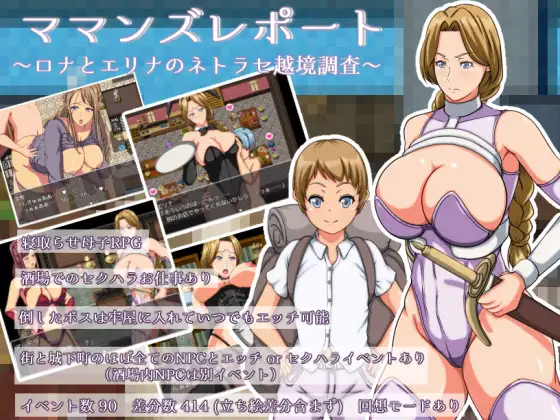 ママンズレポート
～ロナとエリナのネトラセ越境調査～
寝取らせ母子RPG
酒場でのセクハラお仕事あり
倒したボスは牢屋に入れていつでもエッチ可能
街と城下町のほぼ全てのNPCとエッチ or セクハライベントあり
(酒場内NPCは別イベント)
イベント数 90　差分数 414 (立ち絵差分含まず)　回想モードあり